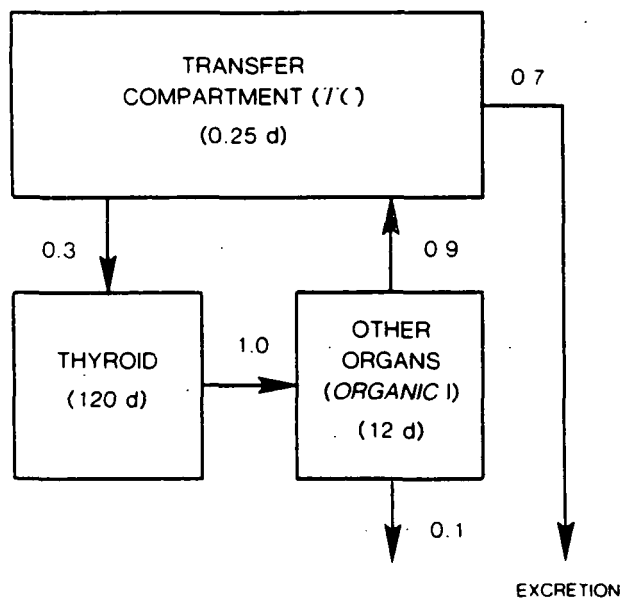 TRANSFER
COMPARTMENT (TC)
(0.25 d)
0.7
0.3
0.9
THYROID
(120 d)
1.0
OTHER
ORGANS
(ORGANIC I)
(12 d)
0.1
EXCRETION